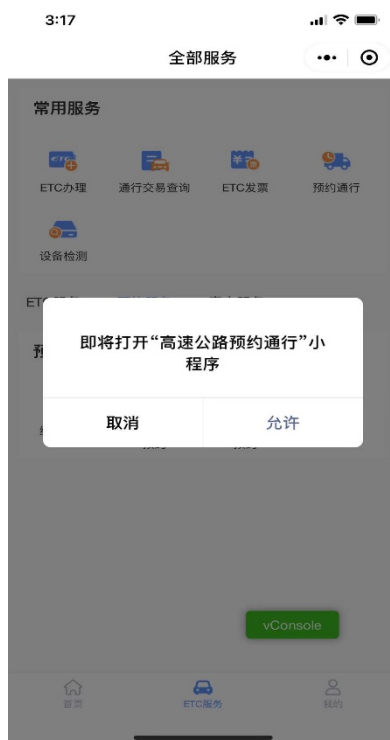 3:17
全部服务
常用服务
ETC办理 通行交易查询 ETC发票 预约通行
设备检测
即将打开“高速公路预约通行”小
程序
取消 允许
vConsole
首页 ETC服务 我的